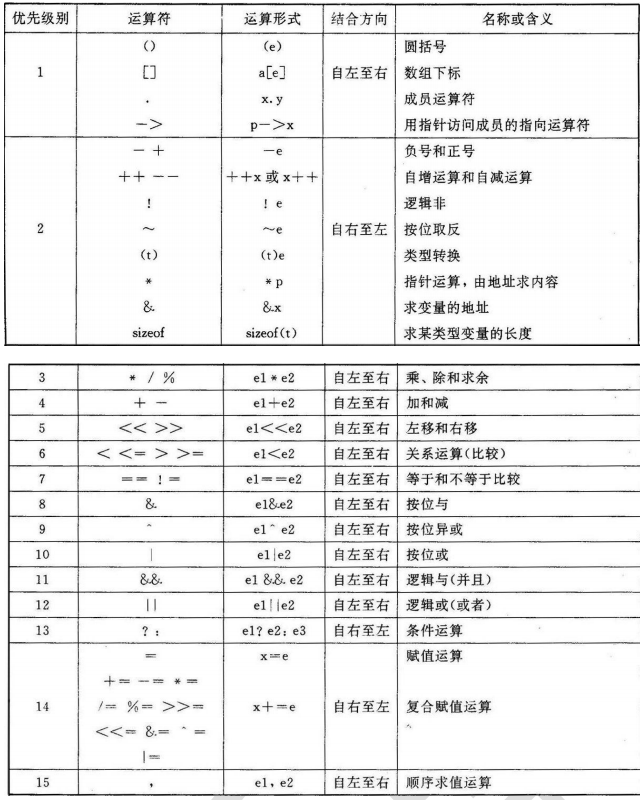 优先级别 运算符 运算形式 结合方向 名称或含义
() (e) 圆括号
1 [] a[e] 自左至右 数组下标
. x.y 成员运算符
—> p—>x 用指针访问成员的指向运算符
— + —e 负号和正号
++ —— ++x 或 x++ 自增运算和自减运算
! ! e 逻辑非
2 ~ ~e 自右至左 按位取反
(t) (t)e 类型转换
* *p 指针运算，由地址求内容
& &x 求变量的地址
sizeof sizeof(t) 求某类型变量的长度
3 * / % e1*e2 自左至右 乘、除和求余
4 + — e1+e2 自左至右 加和减
5 << >> e1<<e2 自左至右 左移和右移
6 < <= > >= e1<e2 自左至右 关系运算(比较)
7 == != e1==e2 自左至右 等于和不等于比较
8 & e1&e2 自左至右 按位与
9 ^ e1^e2 自左至右 按位异或
10 | e1|e2 自左至右 按位或
11 && e1 && e2 自左至右 逻辑与(并且)
12 || e1||e2 自左至右 逻辑或(或者)
13 ? : e1? e2: e3 自右至左 条件运算
= x=e 赋值运算
+= —= *=
14 /= %= >>= x+=e 自右至左 复合赋值运算
<<= &= ^=
|=
15 , e1, e2 自左至右 顺序求值运算